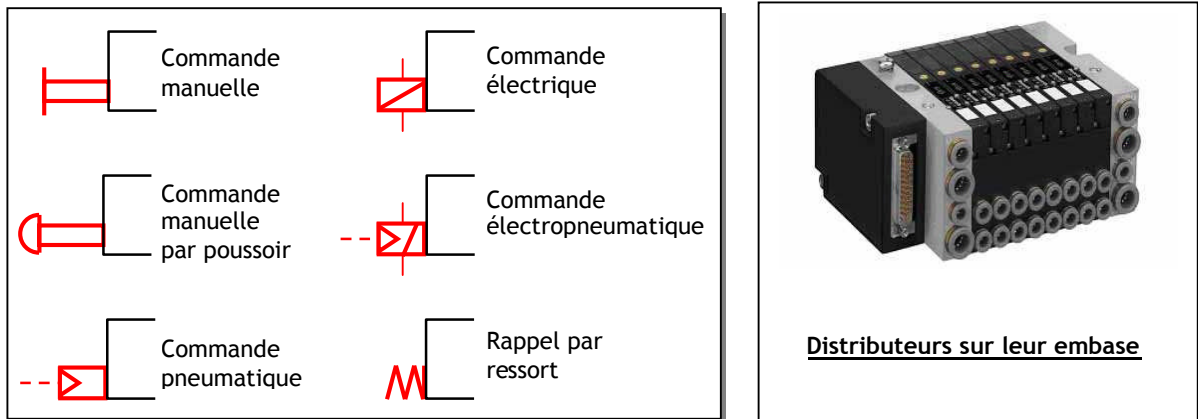 Commande
manuelle
Commande
électrique
Commande
manuelle
par poussoir
Commande
électropneumatique
Commande
pneumatique
Rappel par
ressort
Distributeurs sur leur embase